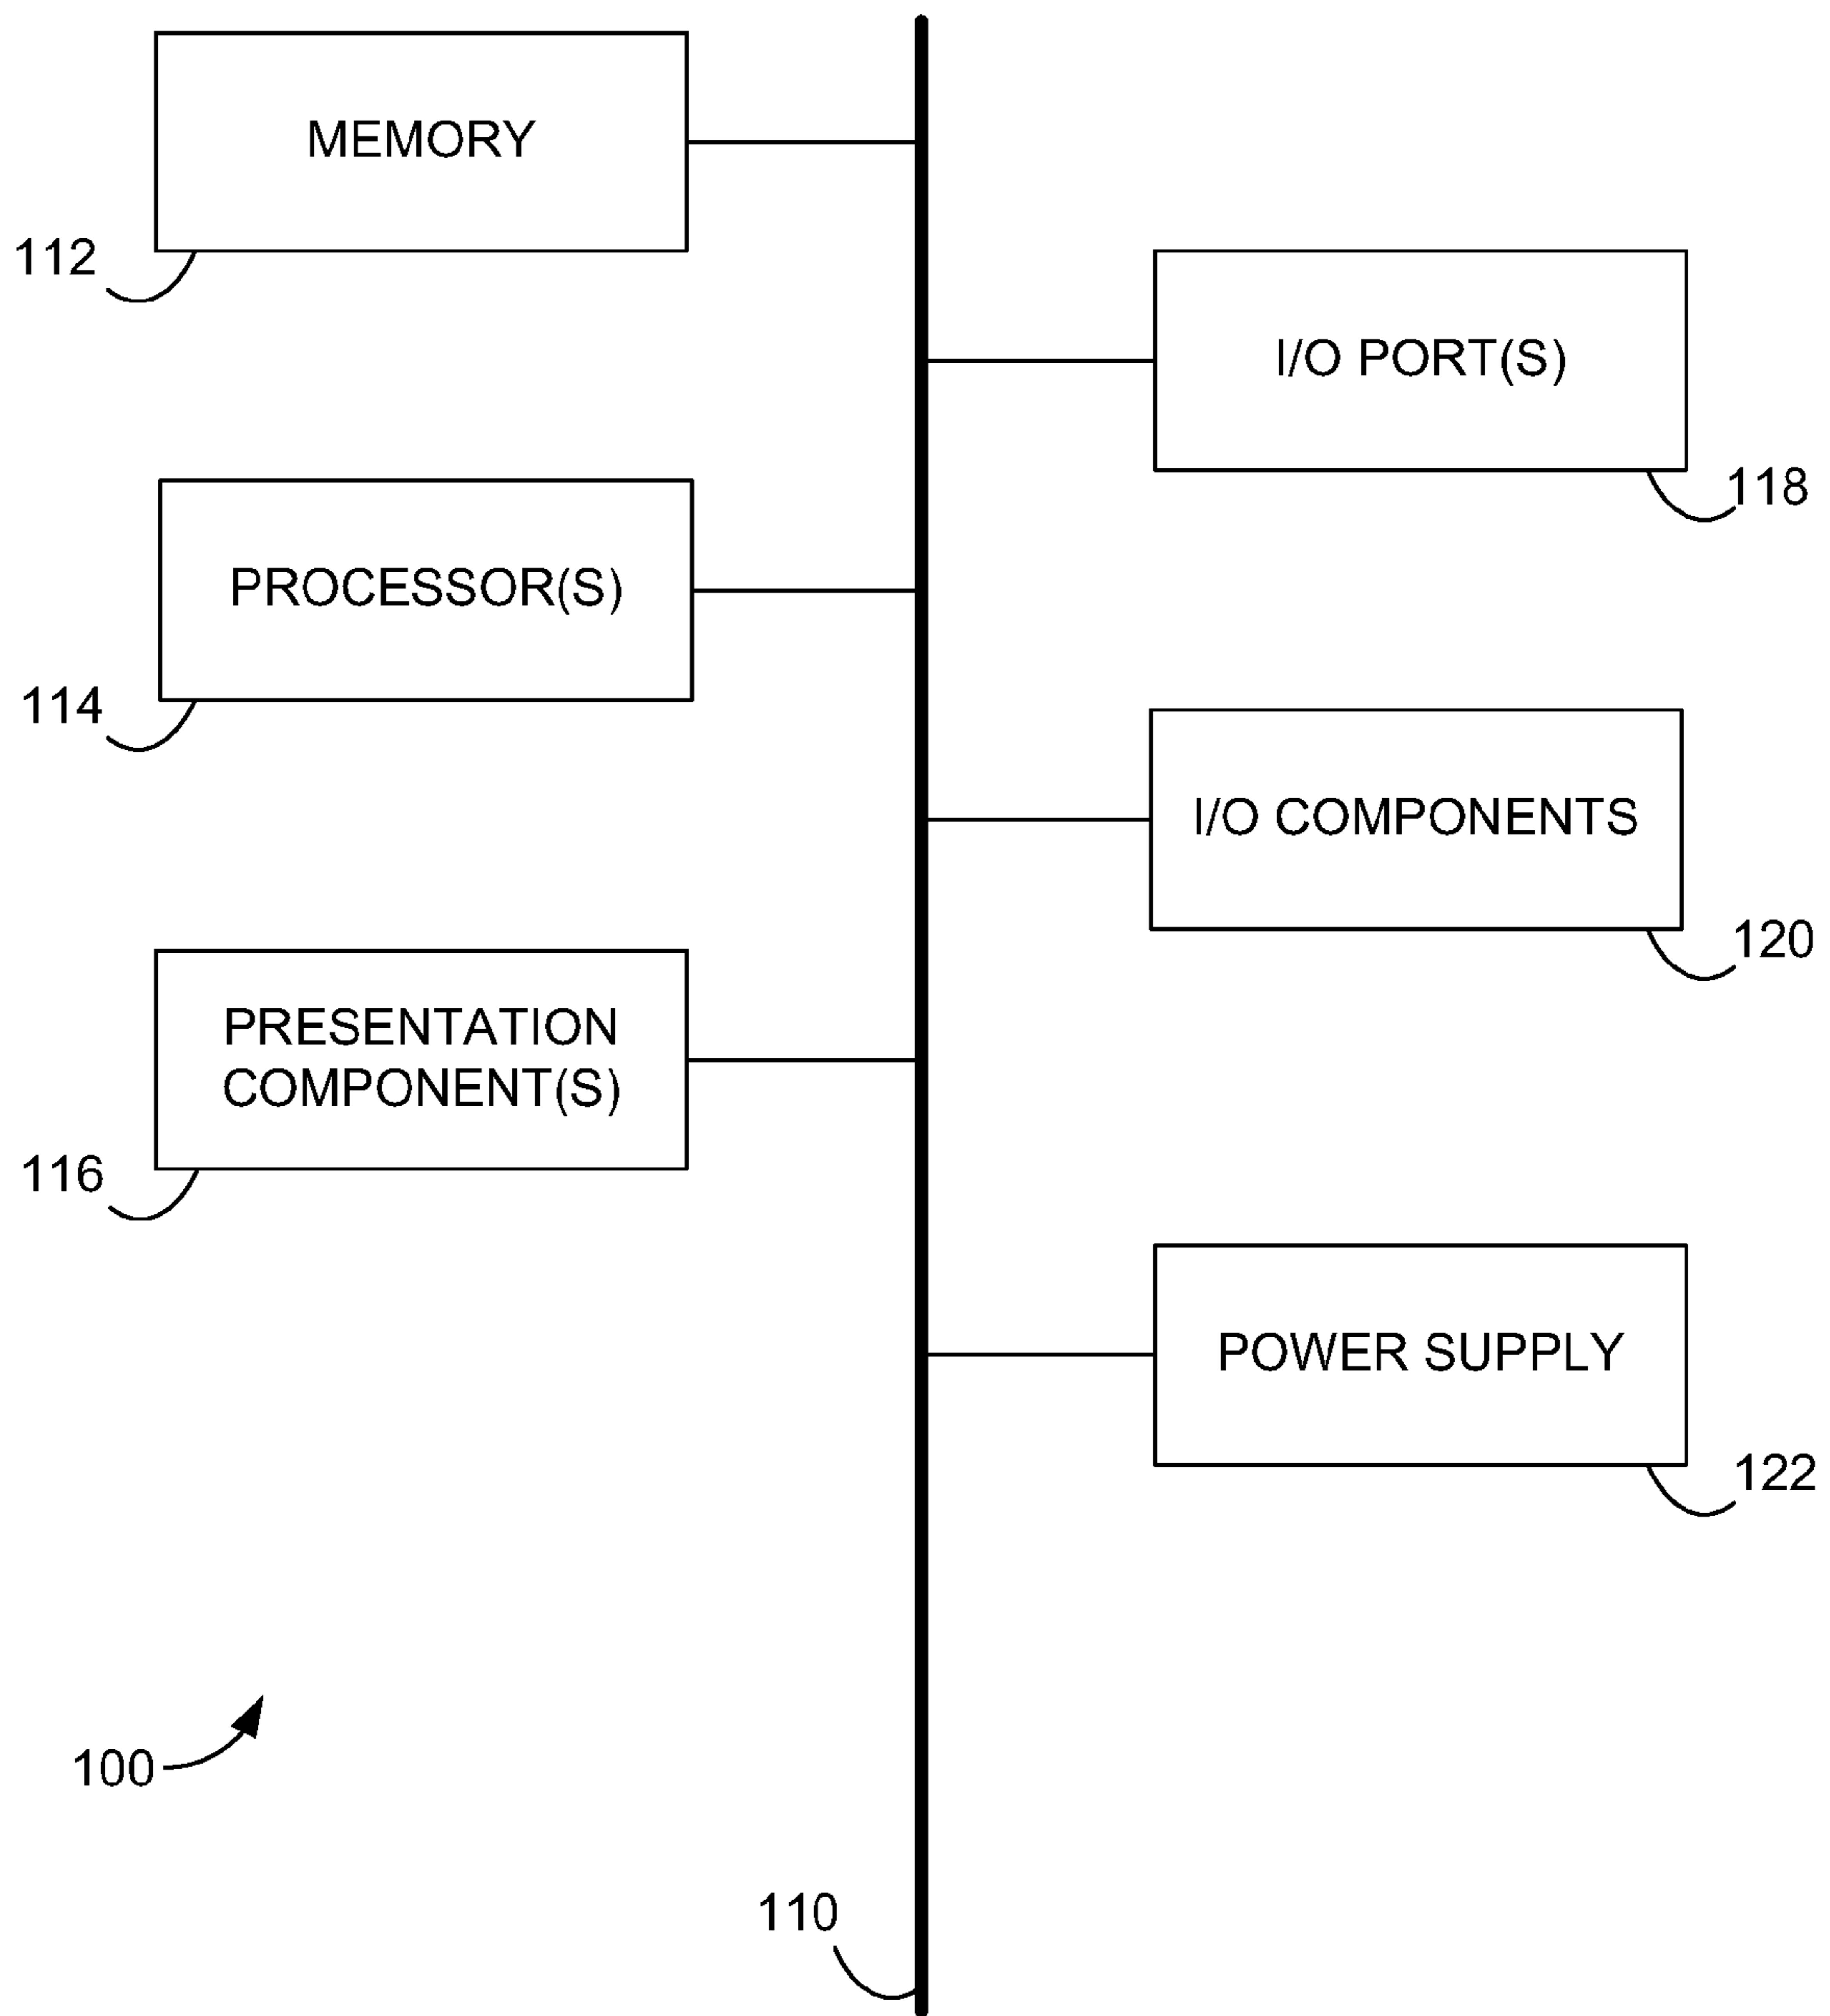 MEMORY
112
I/O PORT(S)
118
PROCESSOR(S)
114
I/O COMPONENTS
120
PRESENTATION
COMPONENT(S)
116
POWER SUPPLY
122
100
110